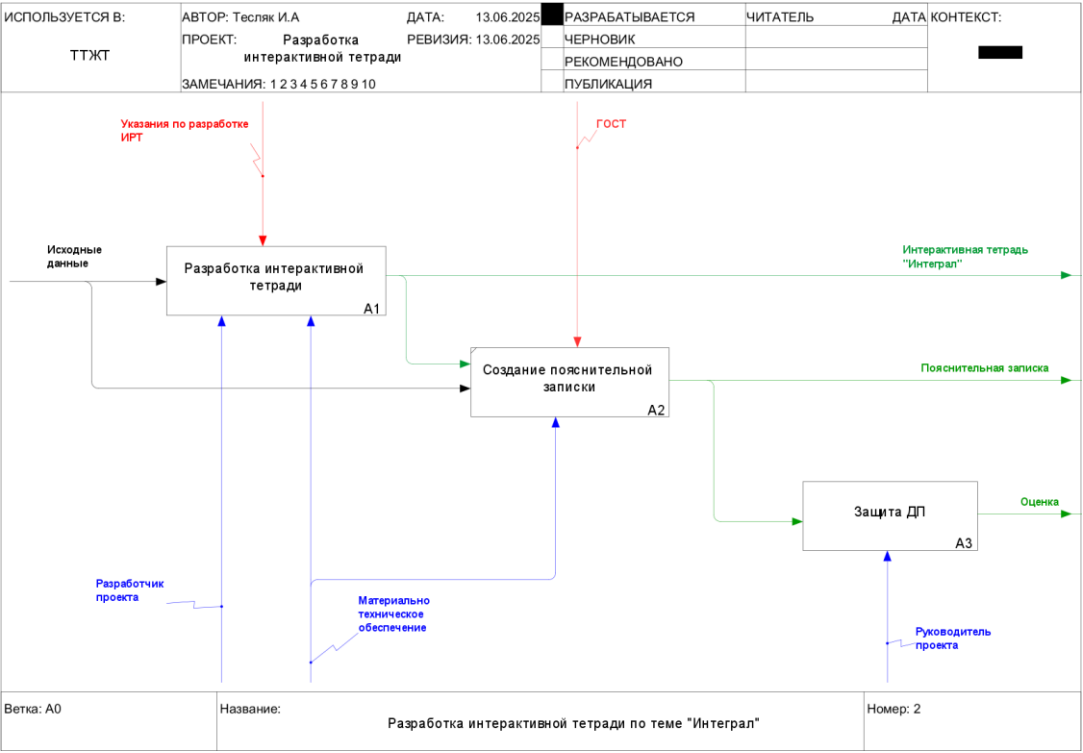 ИСПОЛЬЗУЕТСЯ В:
ТТЖТ
АВТОР: Тесляк И.А
ДАТА: 13.06.2025
ПРОЕКТ: Разработка
интерактивной тетради
РЕВИЗИЯ: 13.06.2025
ЗАМЕЧАНИЯ: 1 2 3 4 5 6 7 8 9 10
РАЗРАБАТЫВАЕТСЯ
ЧЕРНОВИК
РЕКОМЕНДОВАНО
ПУБЛИКАЦИЯ
ЧИТАТЕЛЬ
ДАТА
КОНТЕКСТ:
Указания по разработке
ИРТ
ГОСТ
Исходные
данные
Разработка интерактивной
тетради
A1
Интерактивная тетрадь
"Интеграл"
Создание пояснительной
записки
A2
Пояснительная записка
Защита ДП
A3
Оценка
Разработчик
проекта
Материально
техническое
обеспечение
Руководитель
проекта
Ветка: A0
Название:
Разработка интерактивной тетради по теме "Интеграл"
Номер: 2